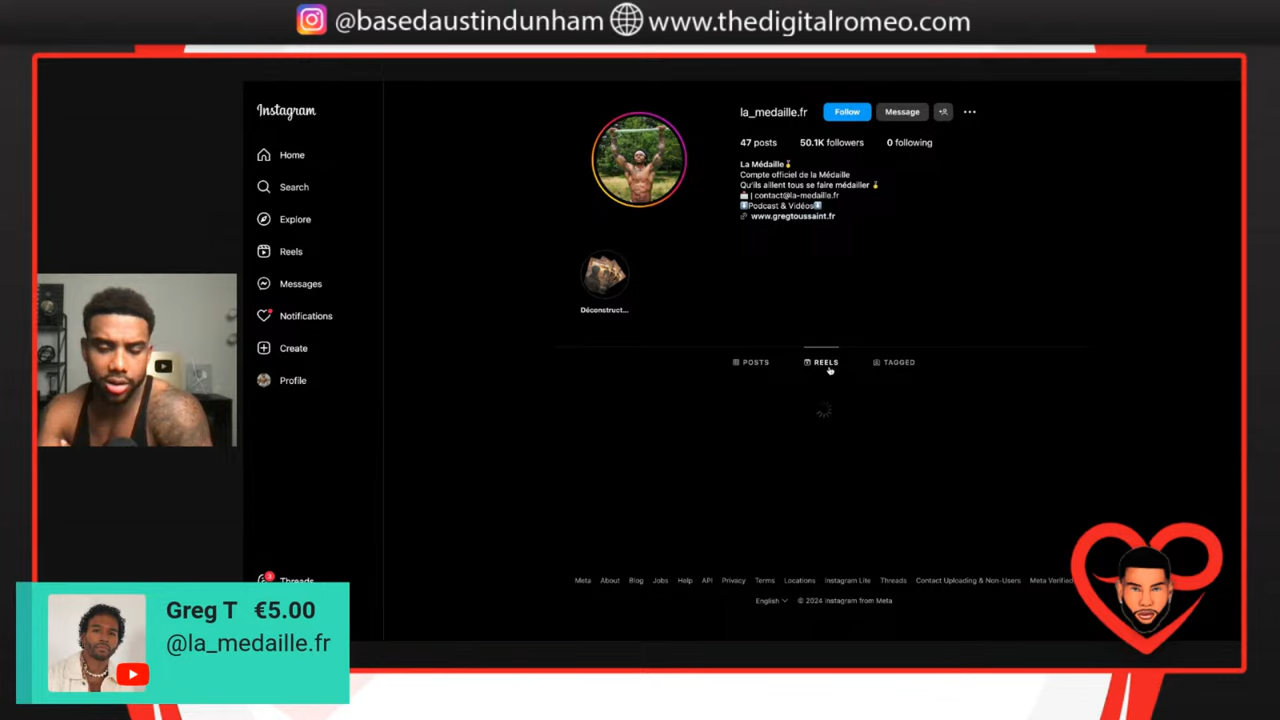 @basedaustindunham www.thedigitalromeo.com
Instagram
Home
Search
Explore
Reels
Messages
Notifications
Create
Profile
Threads
la_medaille.fr Follow Message
47 posts 50.1K followers 0 following
La Médaille
Compte officiel de la Médaille
Qu'ils aillent tous se faire médailler
| contact@la-medaille.fr
Podcast & Vidéos
www.gregtoussaint.fr
Déconstruct...
POSTS REELS TAGGED
Meta About Blog Jobs Help API Privacy Terms Locations Instagram Lite Threads Contact Uploading & Non-Users Meta Verified
English © 2024 Instagram from Meta
Greg T €5.00
@la_medaille.fr